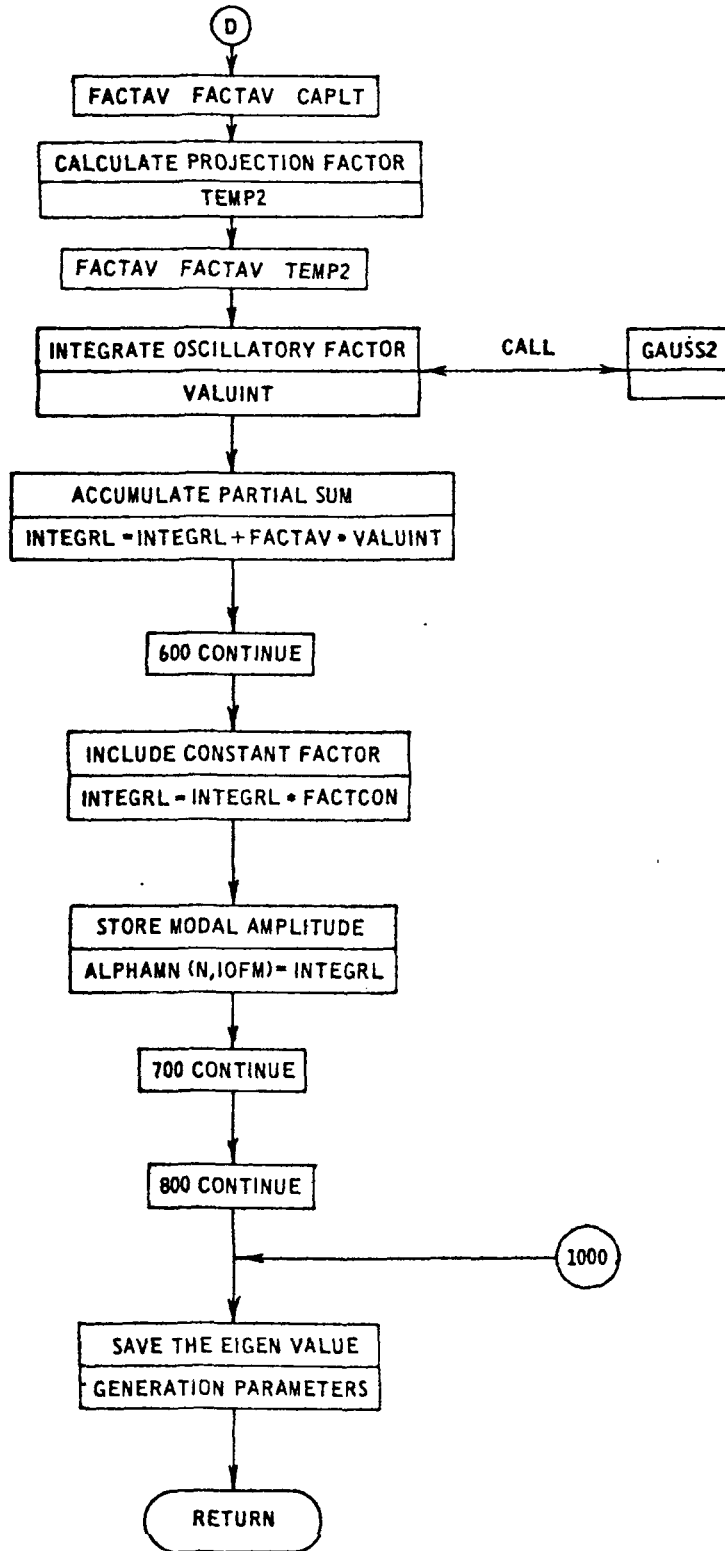 D
FACTAV FACTAV CAPLT
CALCULATE PROJECTION FACTOR
TEMP2
FACTAV FACTAV TEMP2
INTEGRATE OSCILLATORY FACTOR
VALUINT
CALL
GAUSS2
ACCUMULATE PARTIAL SUM
INTEGRL = INTEGRL + FACTAV * VALUINT
600 CONTINUE
INCLUDE CONSTANT FACTOR
INTEGRL = INTEGRL * FACTCON
STORE MODAL AMPLITUDE
ALPHAMN (N,IOFM) = INTEGRL
700 CONTINUE
800 CONTINUE
1000
SAVE THE EIGEN VALUE
GENERATION PARAMETERS
RETURN